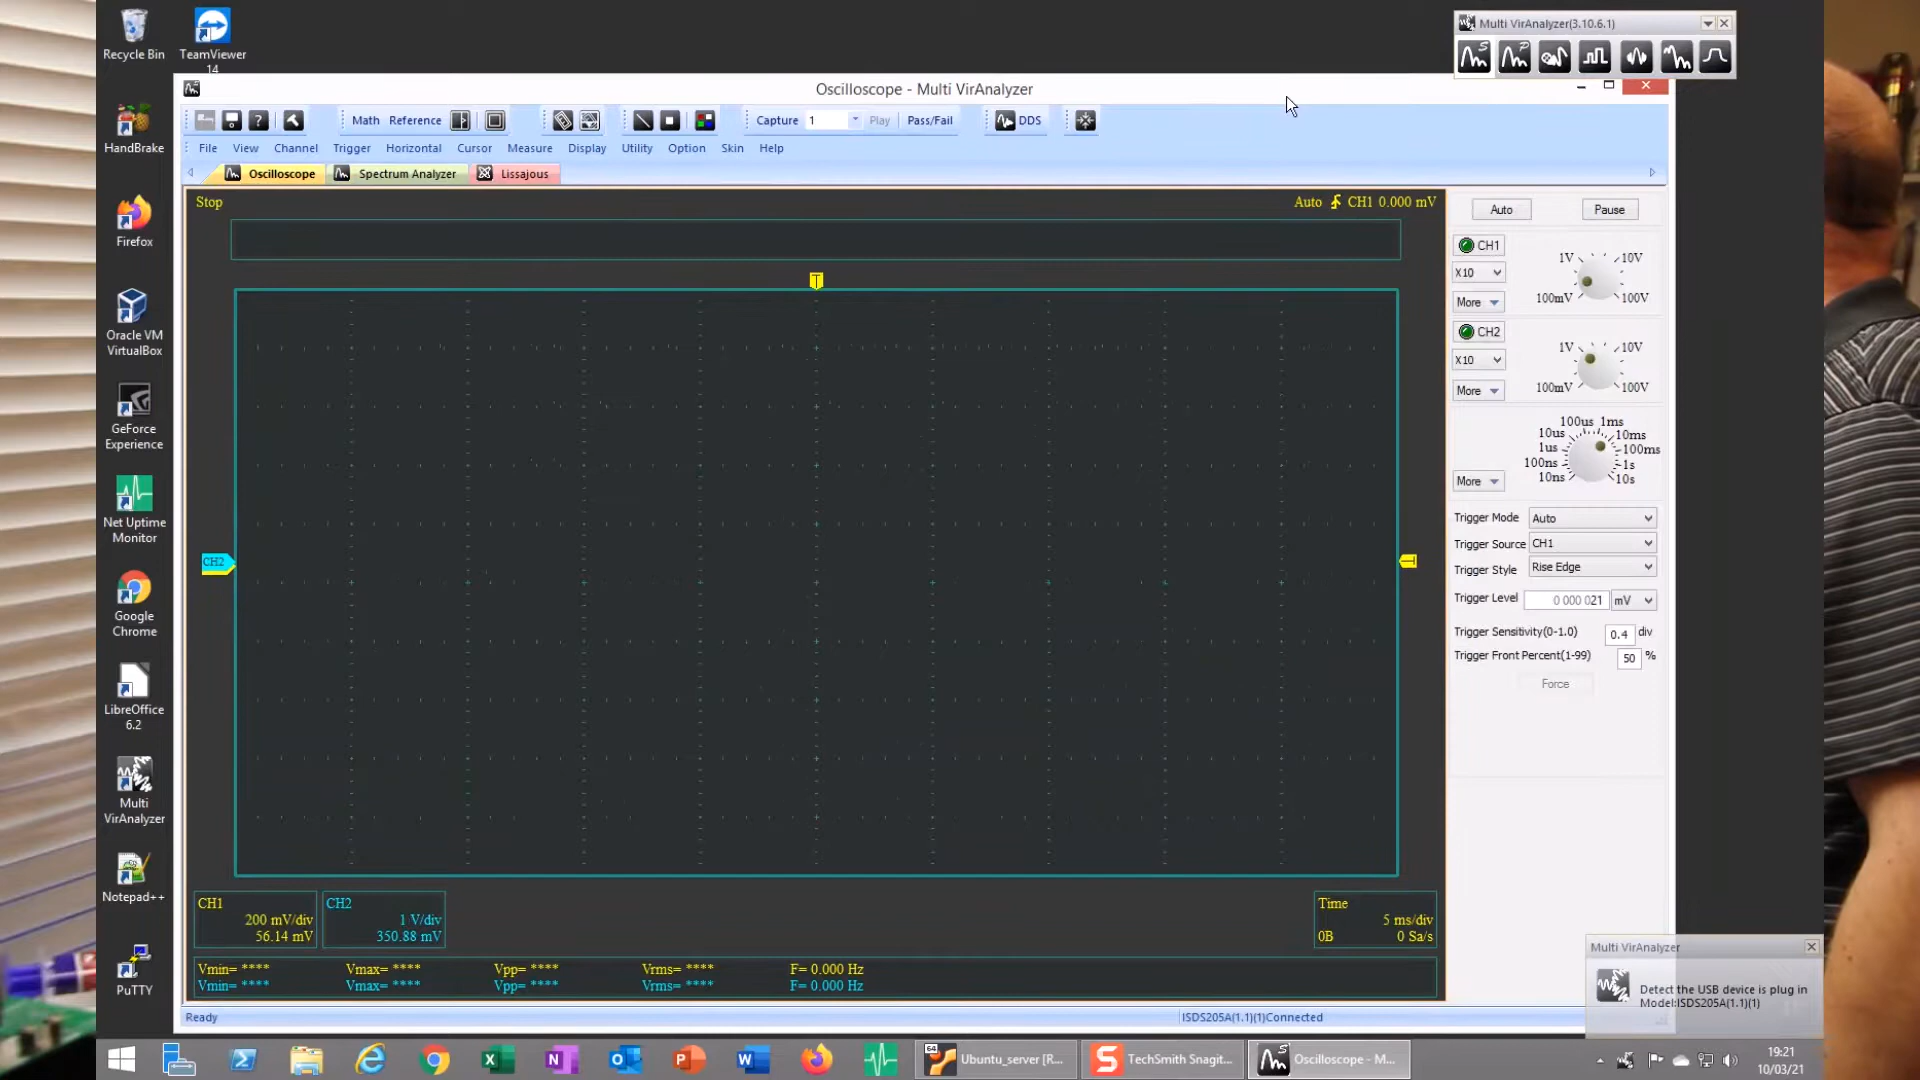 Recycle Bin
TeamViewer
14
HandBrake
Firefox
Oracle VM
VirtualBox
GeForce
Experience
Net Uptime
Monitor
Google
Chrome
LibreOffice
6.2
Multi
VirAnalyzer
Notepad++
PuTTY
Multi VirAnalyzer(3.10.6.1)
Oscilloscope - Multi VirAnalyzer
Math Reference Capture 1 Play Pass/Fail DDS
File View Channel Trigger Horizontal Cursor Measure Display Utility Option Skin Help
Oscilloscope Spectrum Analyzer Lissajous
Stop
Auto CH1 0.000 mV
T
CH2
CH1
200 mV/div
56.14 mV
CH2
1 V/div
350.88 mV
Time
5 ms/div
0B 0 Sa/s
Vmin= **** Vmax= **** Vpp= **** Vrms= **** F= 0.000 Hz
Vmin= **** Vmax= **** Vpp= **** Vrms= **** F= 0.000 Hz
Auto Pause
CH1
X10
More
1V 10V
100mV 100V
CH2
X10
More
1V 10V
100mV 100V
100us 1ms
10us 10ms
1us 100ms
100ns 1s
10ns 10s
More
Trigger Mode Auto
Trigger Source CH1
Trigger Style Rise Edge
Trigger Level 0 000 021 mV
Trigger Sensitivity(0-1.0) 0.4 div
Trigger Front Percent(1-99) 50 %
Force
Multi VirAnalyzer
Detect the USB device is plug in
Model:ISDS205A(1.1)(1)
Ready
ISDS205A(1.1)(1)Connected
64
Ubuntu_server [R...
TechSmith Snagit...
Oscilloscope - M...
19:21
10/03/21